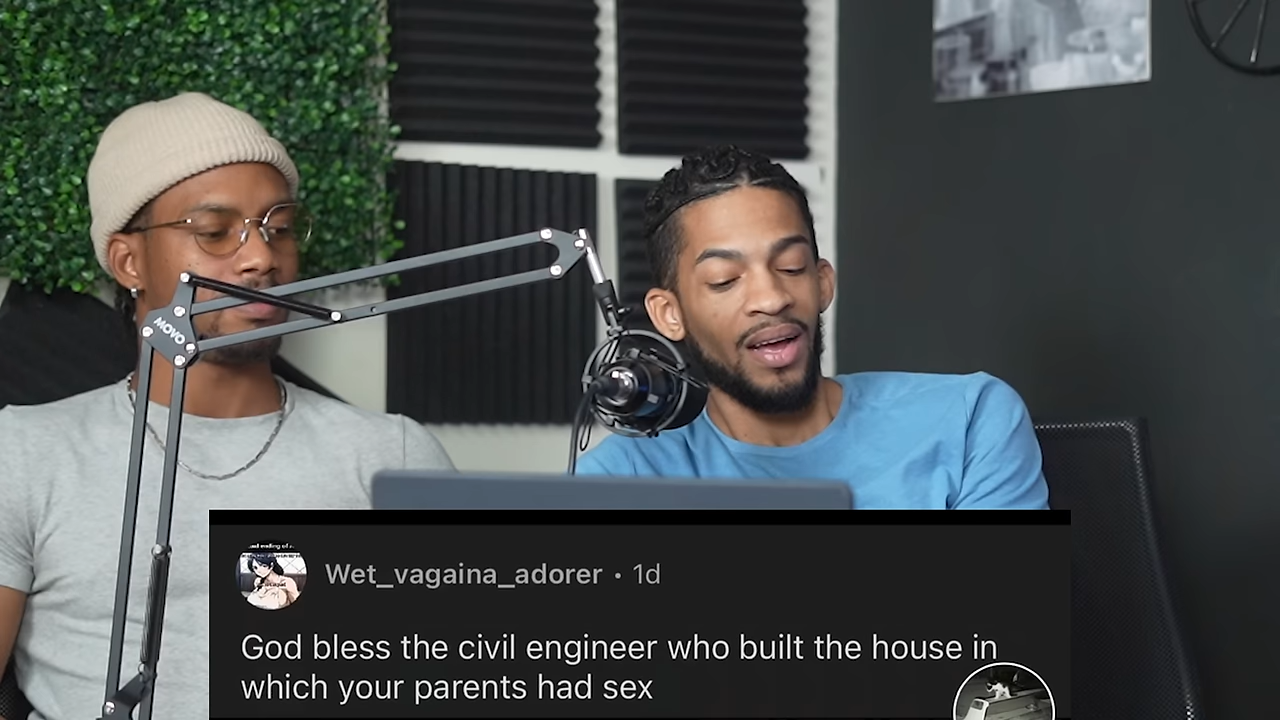 MOVO
Wet_vagaina_adorer • 1d
God bless the civil engineer who built the house in
which your parents had sex